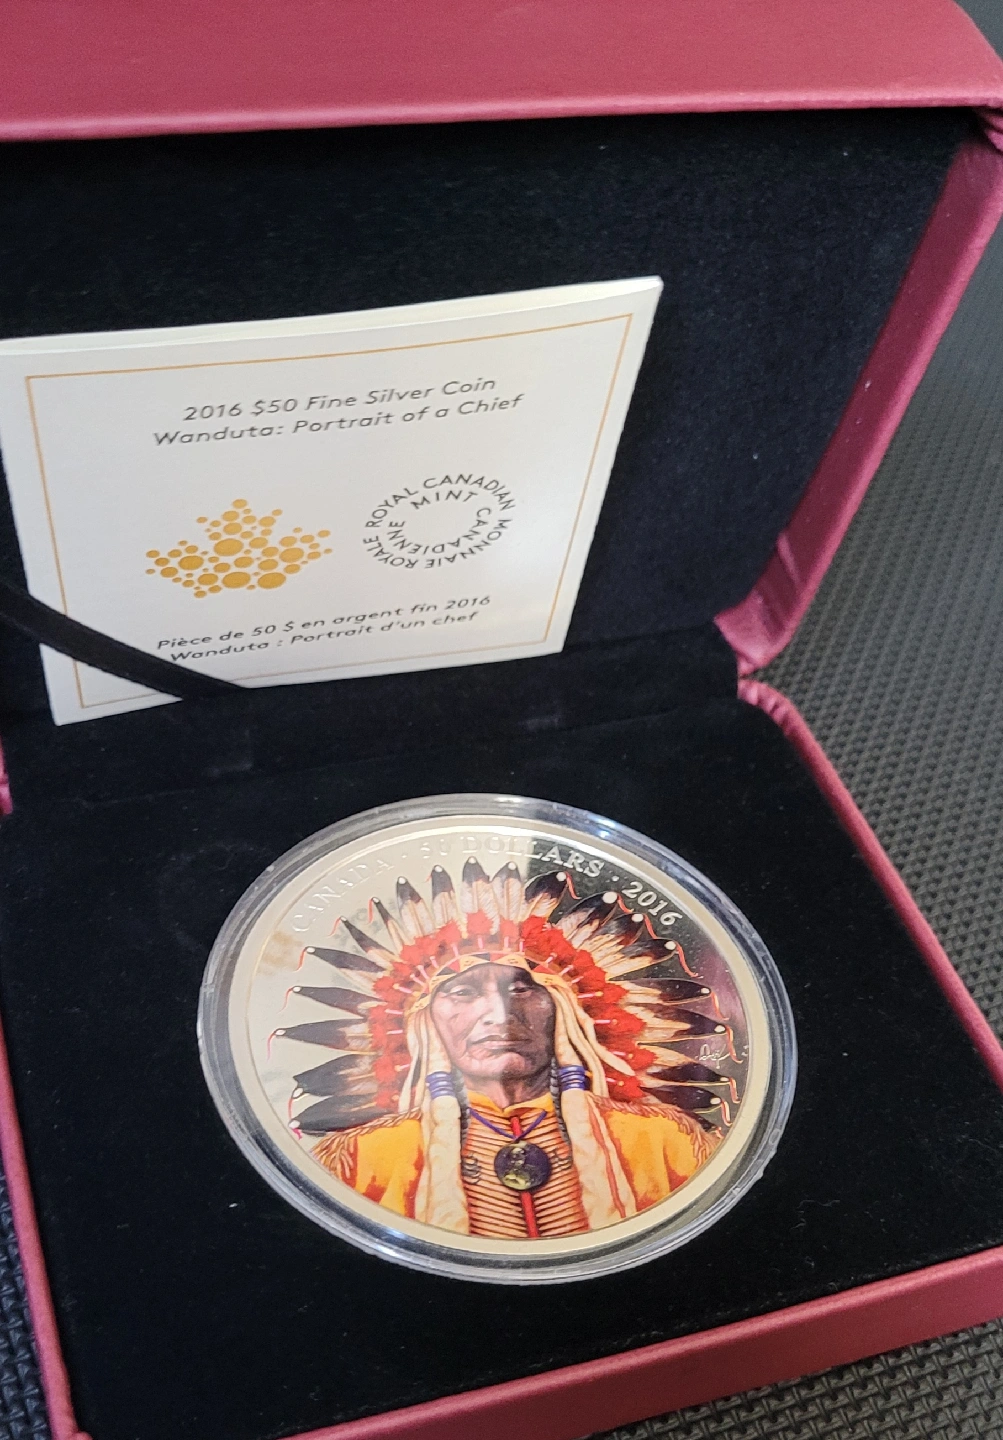 2016 $50 Fine Silver Coin
Wanduta: Portrait of a Chief
ROYAL CANADIAN MINT
MONNAIE ROYALE CANADIENNE
Pièce de 50 $ en argent fin 2016
Wanduta : Portrait d'un chef
CANADA · 50 DOLLARS · 2016